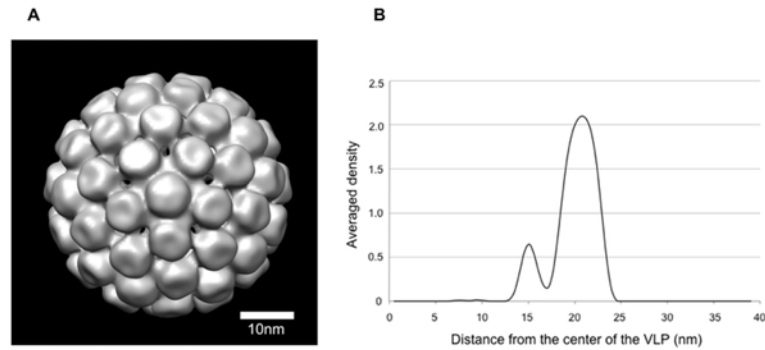 A
B
10nm
2.5
2.0
1.5
1.0
0.5
0
0 5 10 15 20 25 30 35 40
Averaged density
Distance from the center of the VLP (nm)